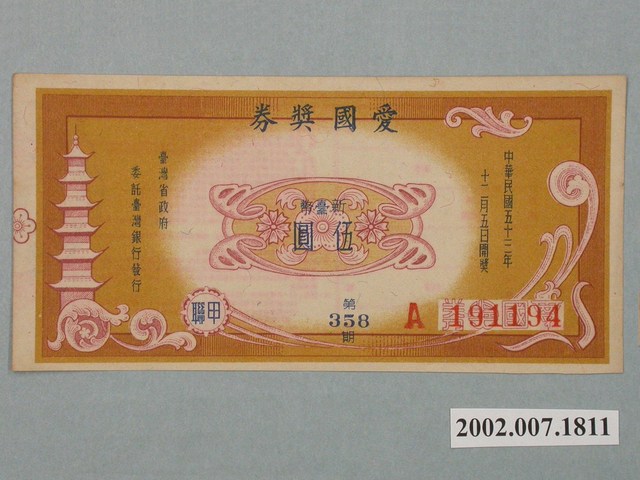 愛國獎券
中華民國五十二年
十二月五日開獎
新臺幣
伍圓
臺灣省政府
委託臺灣銀行發行
甲聯
第
358
期
A 191194
2002.007.1811